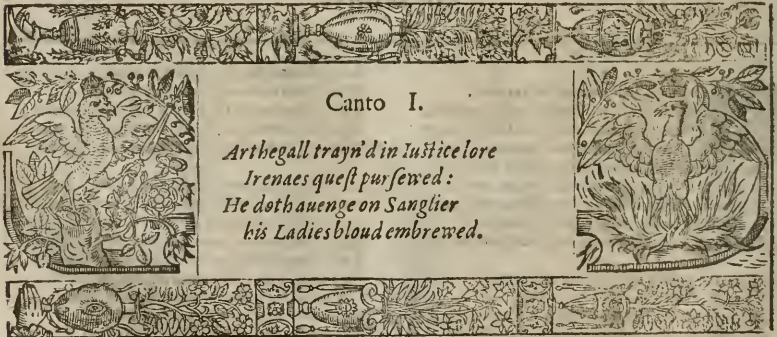 Canto I.
Arthegall trayn'd in Iustice lore
Irenaes quest pursewed:
He doth auenge on Sanglier
his Ladies bloud embrewed.